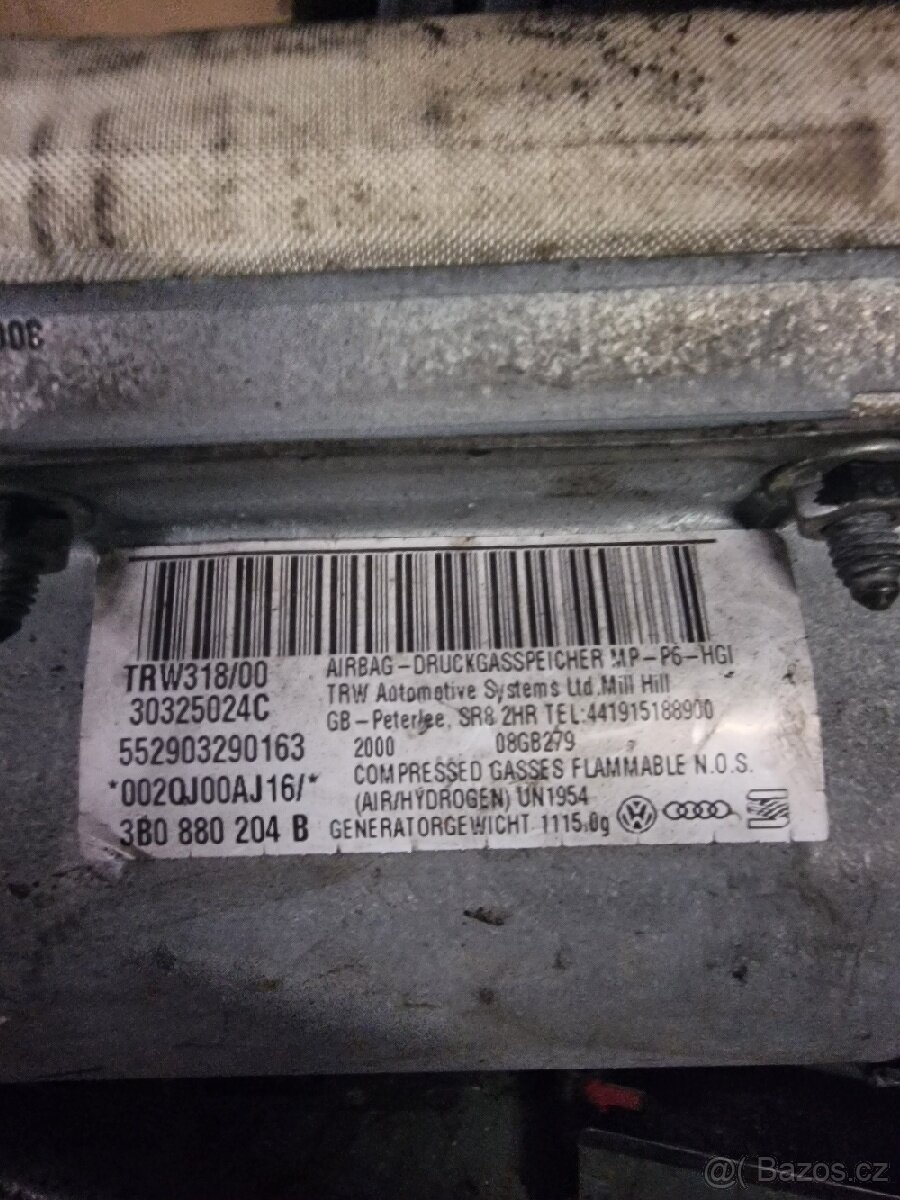 300
TRW318/00
30325024C
552903290163
*002QJ00AJ16/*
3B0 880 204 B
AIRBAG-DRUCKGASSPEICHER MP-P6-HGI
TRW Automotive Systems Ltd.Mill Hill
GB-Peterlee, SR8 2HR TEL:441915188900
2000 08GB279
COMPRESSED GASSES FLAMMABLE N.O.S.
(AIR/HYDROGEN) UN1954
GENERATORGEWICHT 1115.0g
@( Bazos.cz